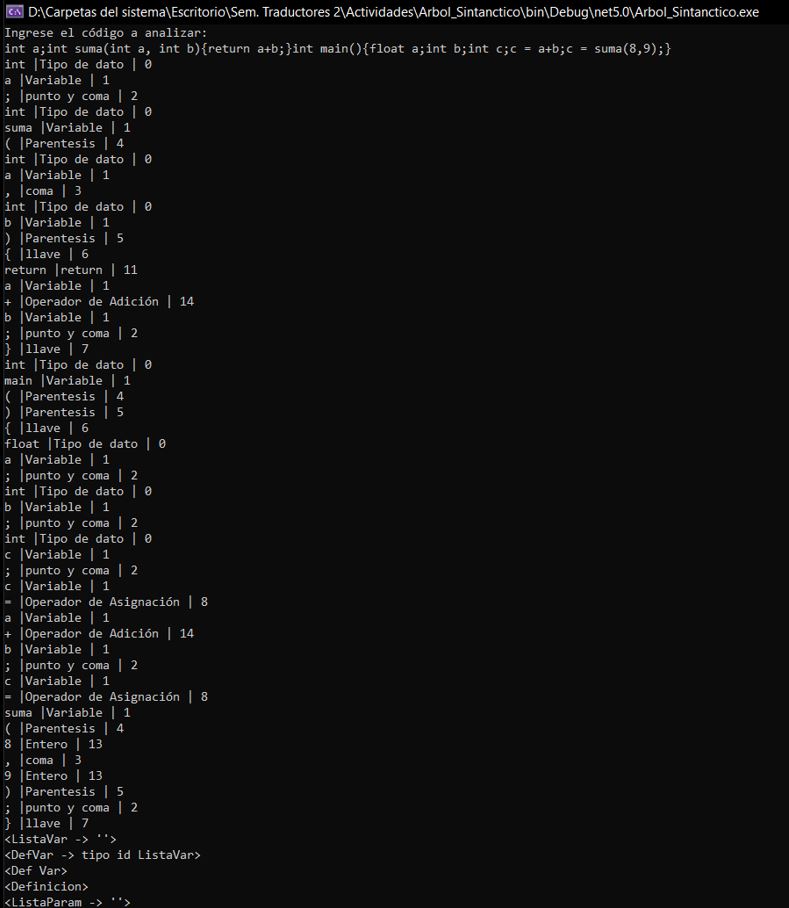 D:\Carpetas del sistema\Escritorio\Sem. Traductores 2\Actividades\Arbol_Sintanctico\bin\Debug\net5.0\Arbol_Sintanctico.exe
Ingrese el código a analizar:
int a;int suma(int a, int b){return a+b;}int main(){float a;int b;int c;c = a+b;c = suma(8,9);}
int |Tipo de dato | 0
a |Variable | 1
; |punto y coma | 2
int |Tipo de dato | 0
suma |Variable | 1
( |Parentesis | 4
int |Tipo de dato | 0
a |Variable | 1
, |coma | 3
int |Tipo de dato | 0
b |Variable | 1
) |Parentesis | 5
{ |llave | 6
return |return | 11
a |Variable | 1
+ |Operador de Adición | 14
b |Variable | 1
; |punto y coma | 2
} |llave | 7
int |Tipo de dato | 0
main |Variable | 1
( |Parentesis | 4
) |Parentesis | 5
{ |llave | 6
float |Tipo de dato | 0
a |Variable | 1
; |punto y coma | 2
int |Tipo de dato | 0
b |Variable | 1
; |punto y coma | 2
int |Tipo de dato | 0
c |Variable | 1
; |punto y coma | 2
c |Variable | 1
= |Operador de Asignación | 8
a |Variable | 1
+ |Operador de Adición | 14
b |Variable | 1
; |punto y coma | 2
c |Variable | 1
= |Operador de Asignación | 8
suma |Variable | 1
( |Parentesis | 4
8 |Entero | 13
, |coma | 3
9 |Entero | 13
) |Parentesis | 5
; |punto y coma | 2
} |llave | 7
<ListaVar -> ''>
<DefVar -> tipo id ListaVar>
<Def Var>
<Definicion>
<ListaParam -> ''>